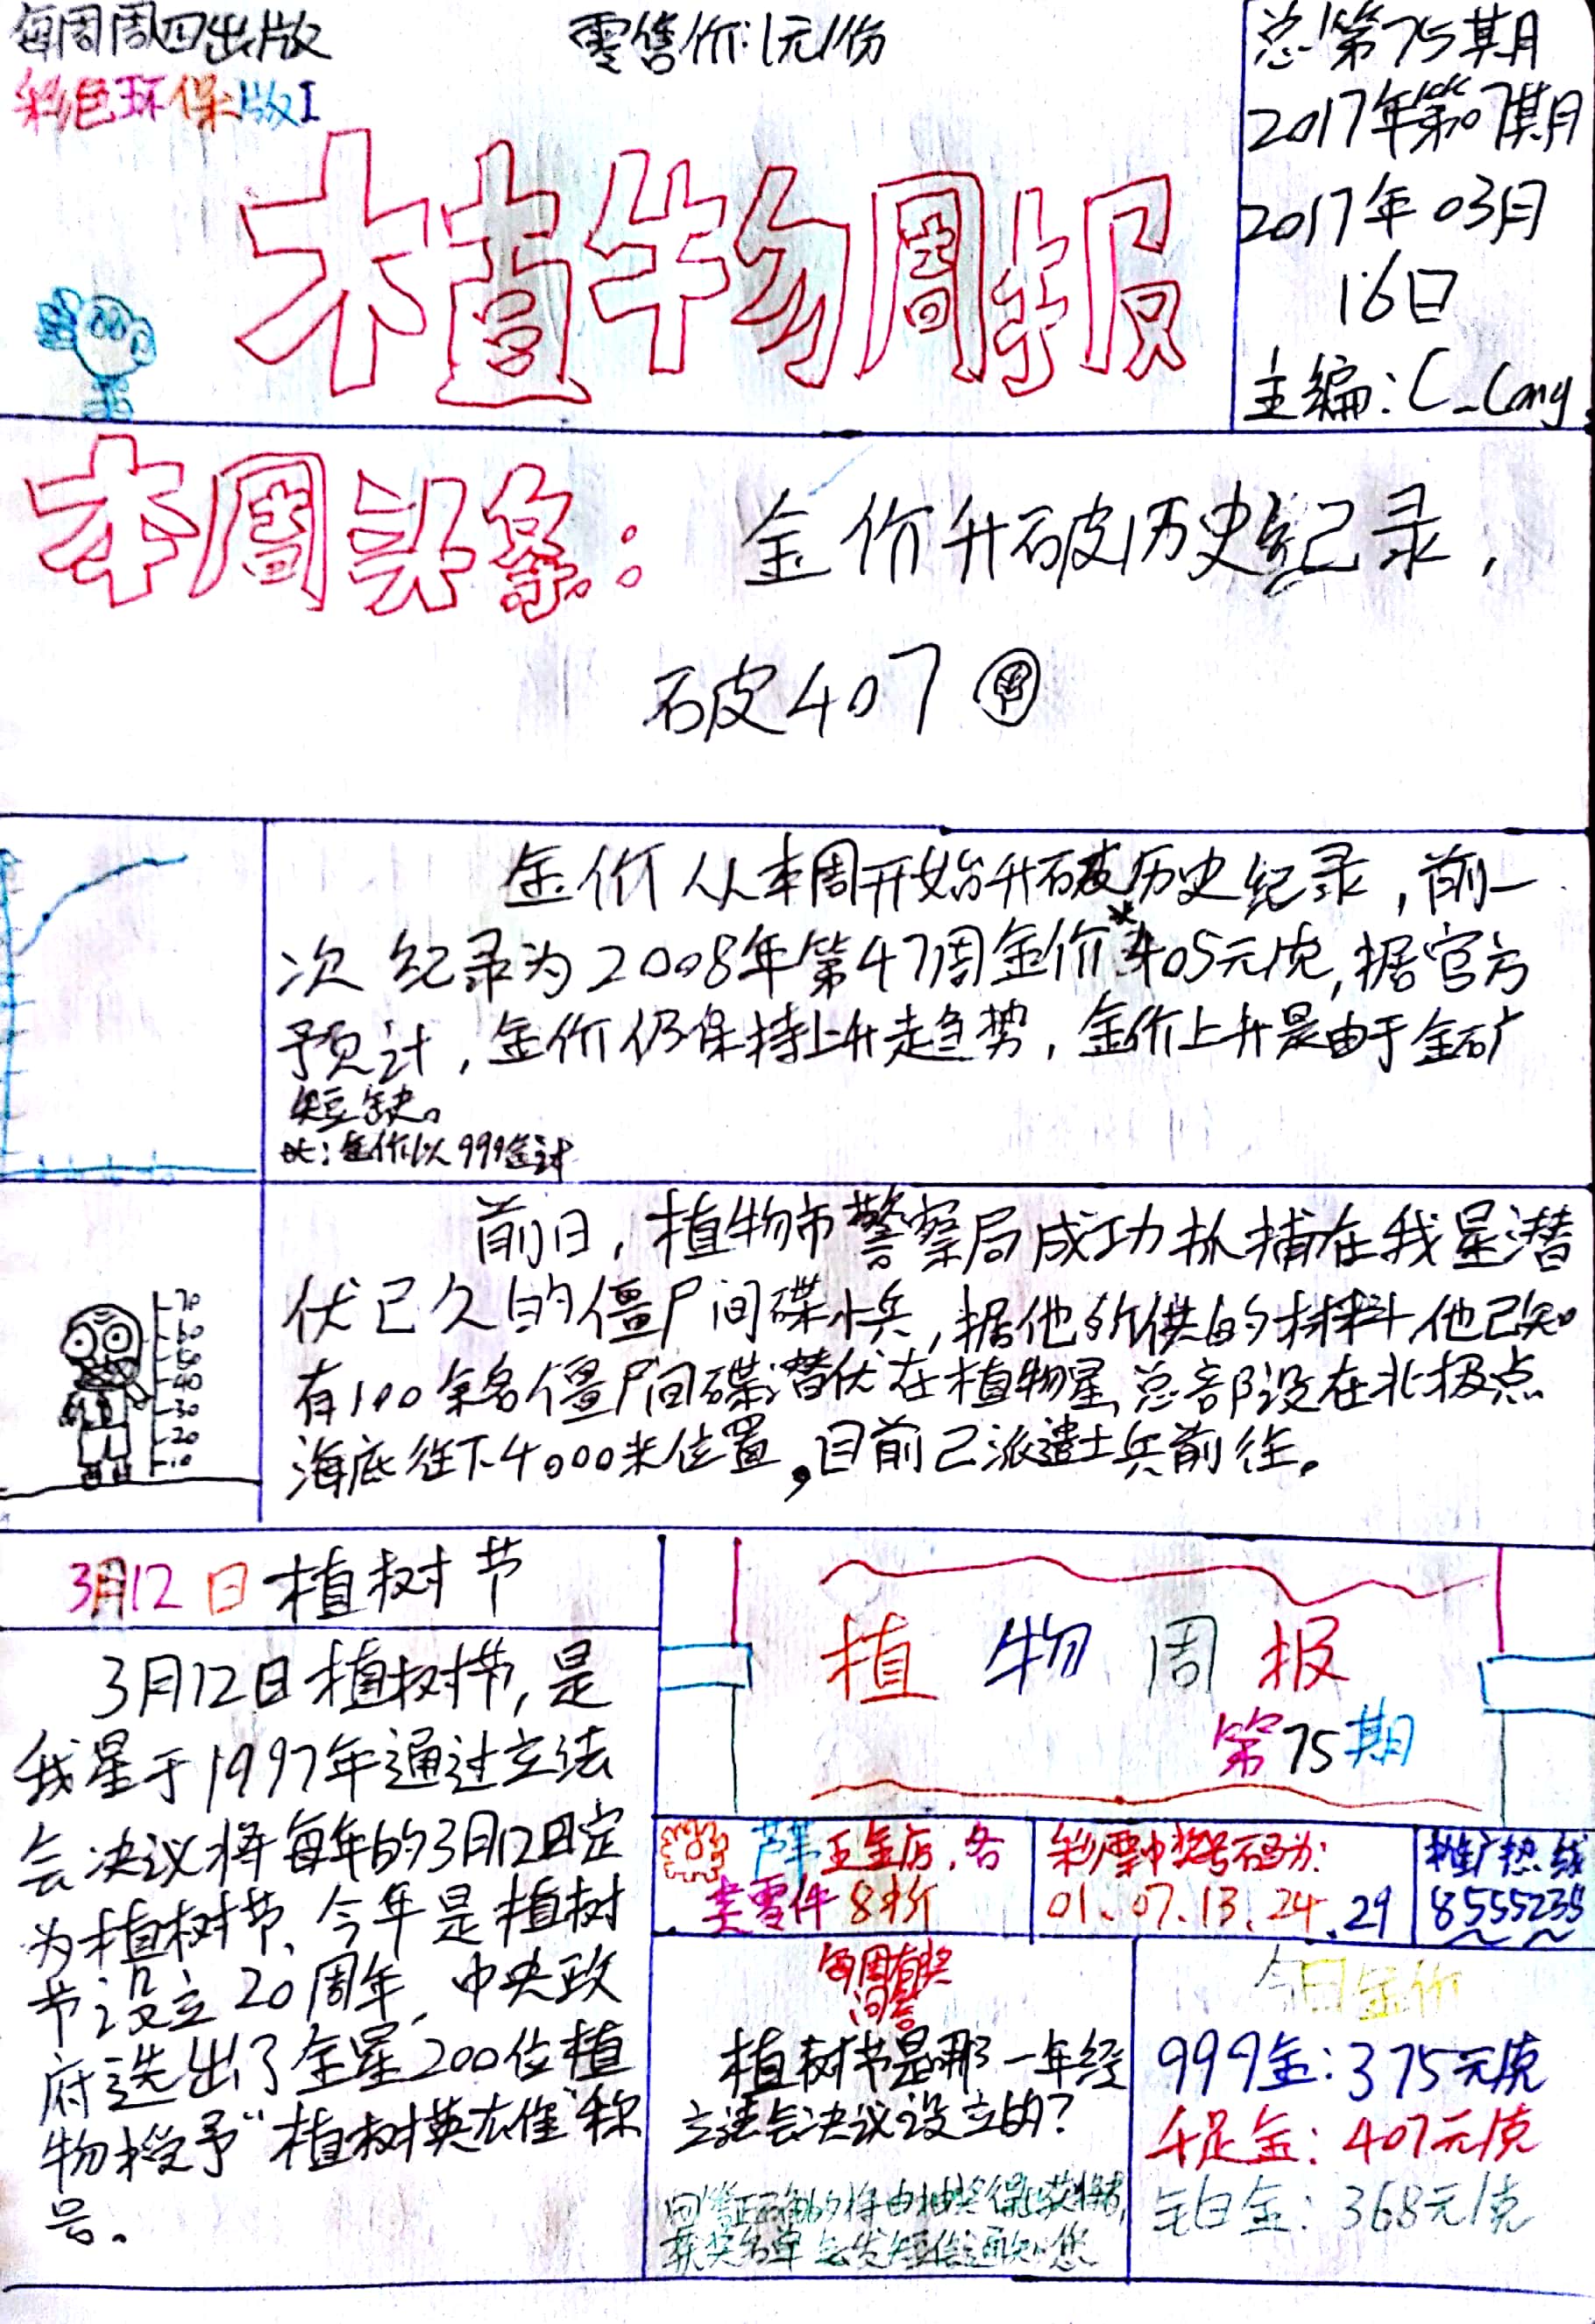 每周周四出版
零售价:1元/份
彩色环保版I
总第75期
2017年第07期
2017年03月
16日
主编:C_Cong
植物周报
本周头条: 金价升破历史纪录,
破407
金价从本周开始升破历史纪录,前一
次纪录为2008年第47周金价*405元/克,据官方
预计,金价仍保持上升趋势,金价上升是由于金矿
短缺。
*:金价以999金计
70
60
50
40
30
20
10
前日,植物市警察局成功抓捕在我星潜
伏已久的僵尸间碟小兵,据他所供的材料,他已知
有100余名僵尸间碟潜伏在植物星,总部设在北极点
海底往下4000米位置,目前已派遣士兵前往。
3月12日植树节
3月12日植树节,是
我星于1997年通过立法
会决议将每年的3月12日定
为植树节、今年是植树
节设立20周年,中央政
府选出了全星200位植
物授予“植树英雄”称
号。
植物周报
第75期
芦苇五金店,各
类零件8折
彩票中奖号码为:
01、07、13、24、29
推广热线
8555235
每周有奖
问答
植树节是那一年经
立法会决议设立的?
回答正确的将由抽奖得出获将者,
获奖名单会发短信通知您
今日金价
999金:375元/克
千足金:407元/克
铂白金:368元/克